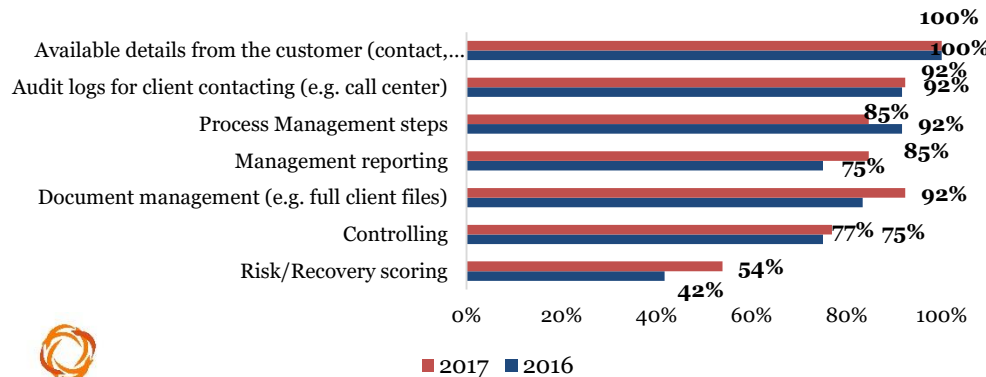 100%
Available details from the customer (contact,... 100%
92%
Audit logs for client contacting (e.g. call center) 92%
85%
Process Management steps 92%
85%
Management reporting 75%
Document management (e.g. full client files) 92%
Controlling 77% 75%
Risk/Recovery scoring 54%
42%
0% 20% 40% 60% 80% 100%
2017 2016